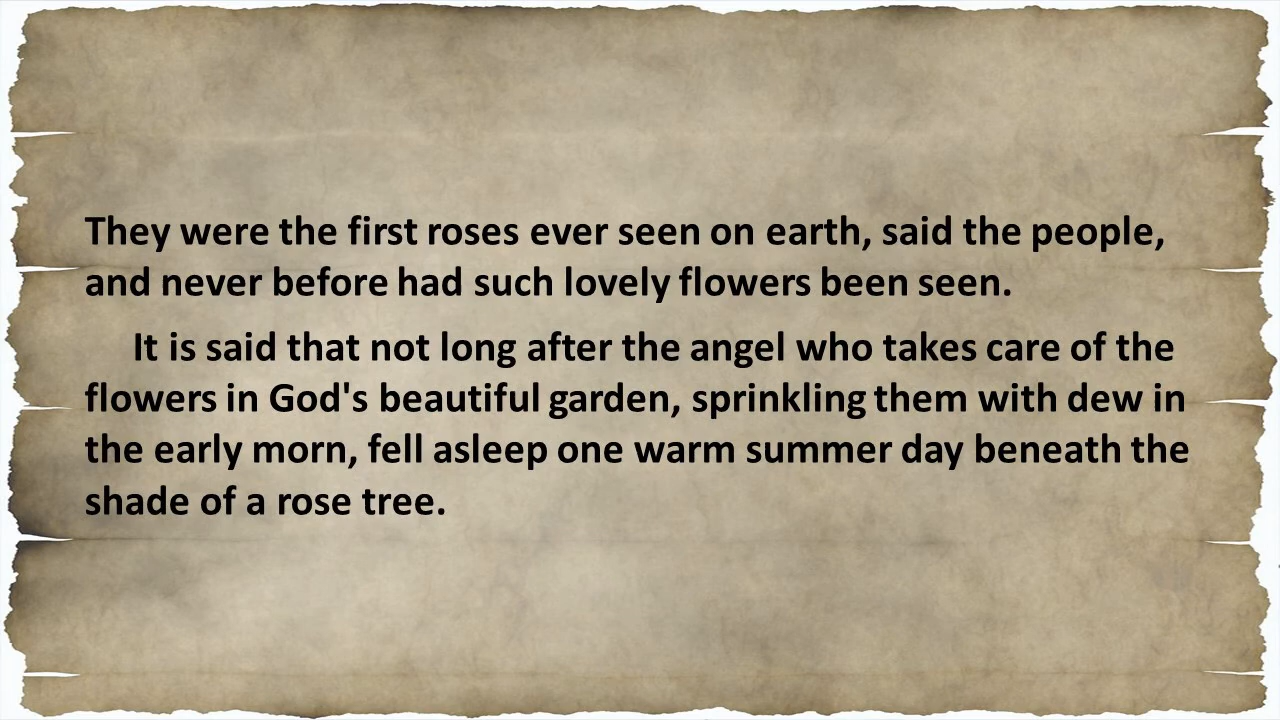 They were the first roses ever seen on earth, said the people,
and never before had such lovely flowers been seen.
It is said that not long after the angel who takes care of the
flowers in God's beautiful garden, sprinkling them with dew in
the early morn, fell asleep one warm summer day beneath the
shade of a rose tree.